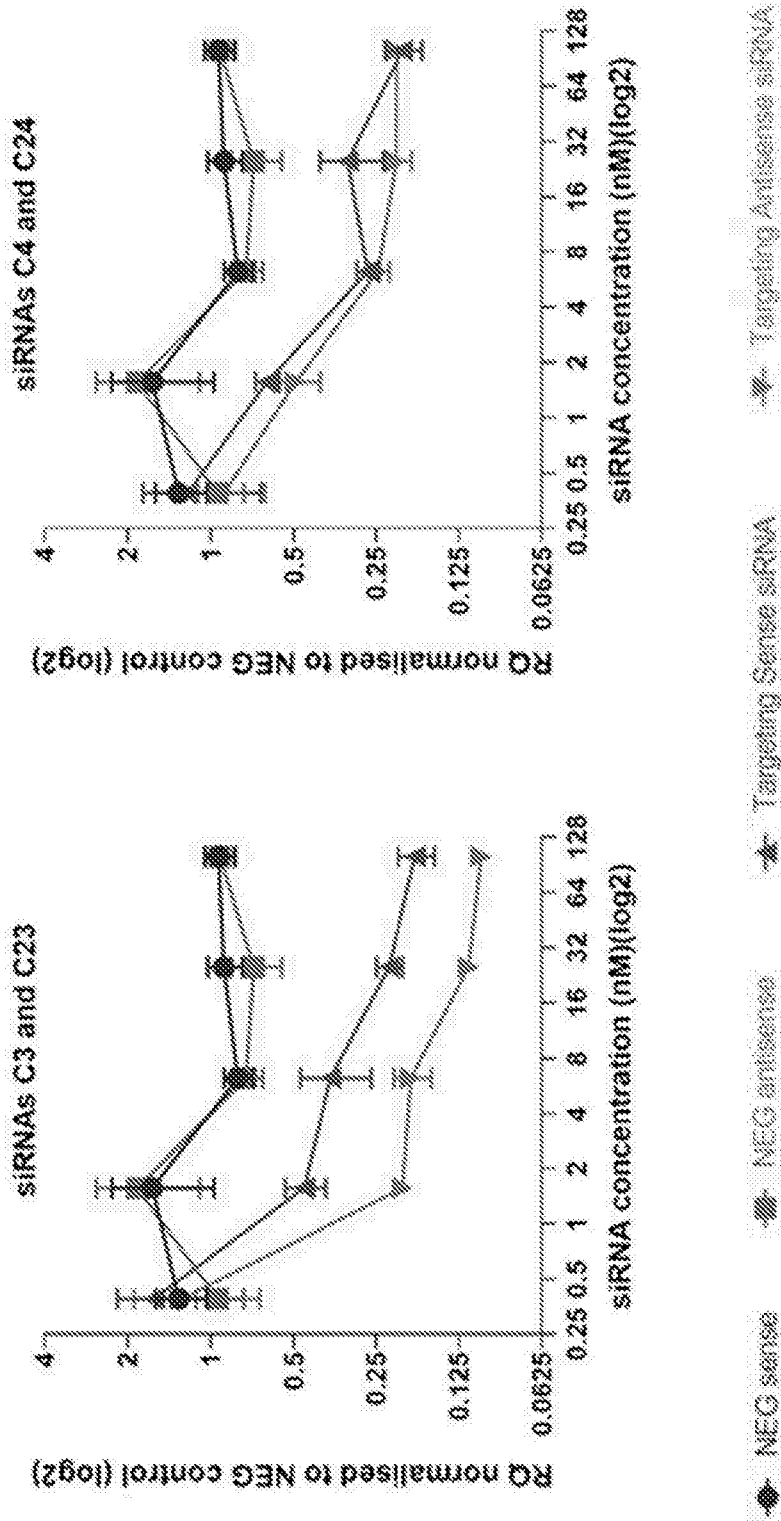 siRNAs C3 and C23
RQ normalised to NEG control (log2)
4
2
1
0.5
0.25
0.125
0.0625
0.25 0.5 1 2 4 8 16 32 64 128
siRNA concentration (nM)(log2)
siRNAs C4 and C24
RQ normalised to NEG control (log2)
4
2
1
0.5
0.25
0.125
0.0625
0.25 0.5 1 2 4 8 16 32 64 128
siRNA concentration (nM)(log2)
NEG sense
NEG antisense
Targeting Sense siRNA
Targeting Antisense siRNA